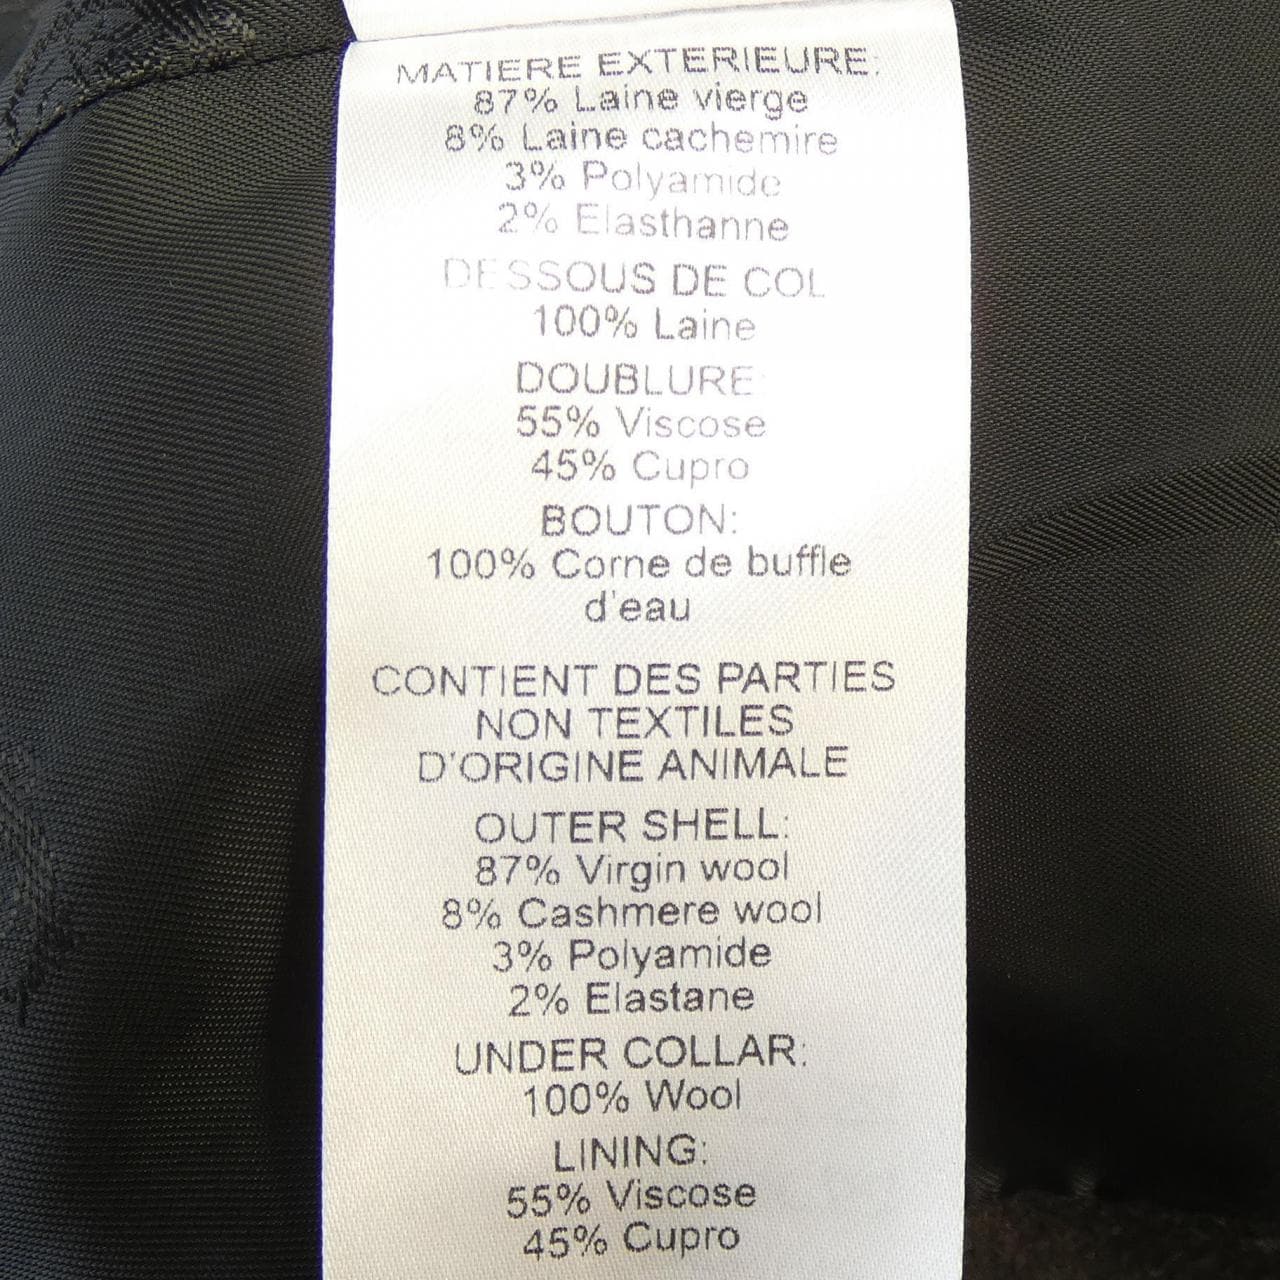 MATIERE EXTERIEURE:
87% Laine vierge
8% Laine cachemire
3% Polyamide
2% Elasthanne
DESSOUS DE COL
100% Laine
DOUBLURE:
55% Viscose
45% Cupro
BOUTON:
100% Corne de buffle
d'eau
CONTIENT DES PARTIES
NON TEXTILES
D'ORIGINE ANIMALE
OUTER SHELL:
87% Virgin wool
8% Cashmere wool
3% Polyamide
2% Elastane
UNDER COLLAR:
100% Wool
LINING:
55% Viscose
45% Cupro